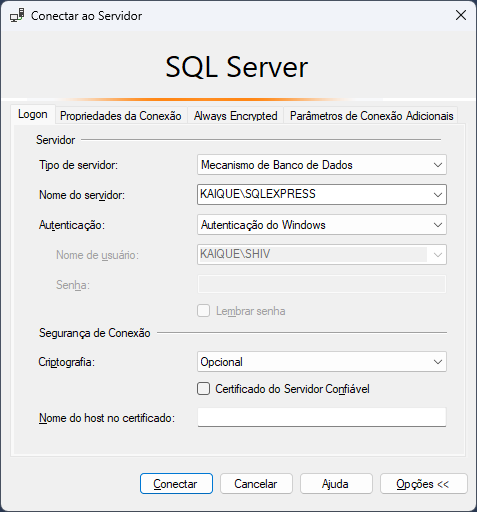 Conectar ao Servidor
SQL Server
Logon Propriedades da Conexão Always Encrypted Parâmetros de Conexão Adicionais
Servidor
Tipo de servidor: Mecanismo de Banco de Dados
Nome do servidor: KAIQUE\SQLEXPRESS
Autenticação: Autenticação do Windows
Nome de usuário: KAIQUE\SHIV
Senha:
Lembrar senha
Segurança de Conexão
Criptografia: Opcional
Certificado do Servidor Confiável
Nome do host no certificado:
Conectar Cancelar Ajuda Opções <<